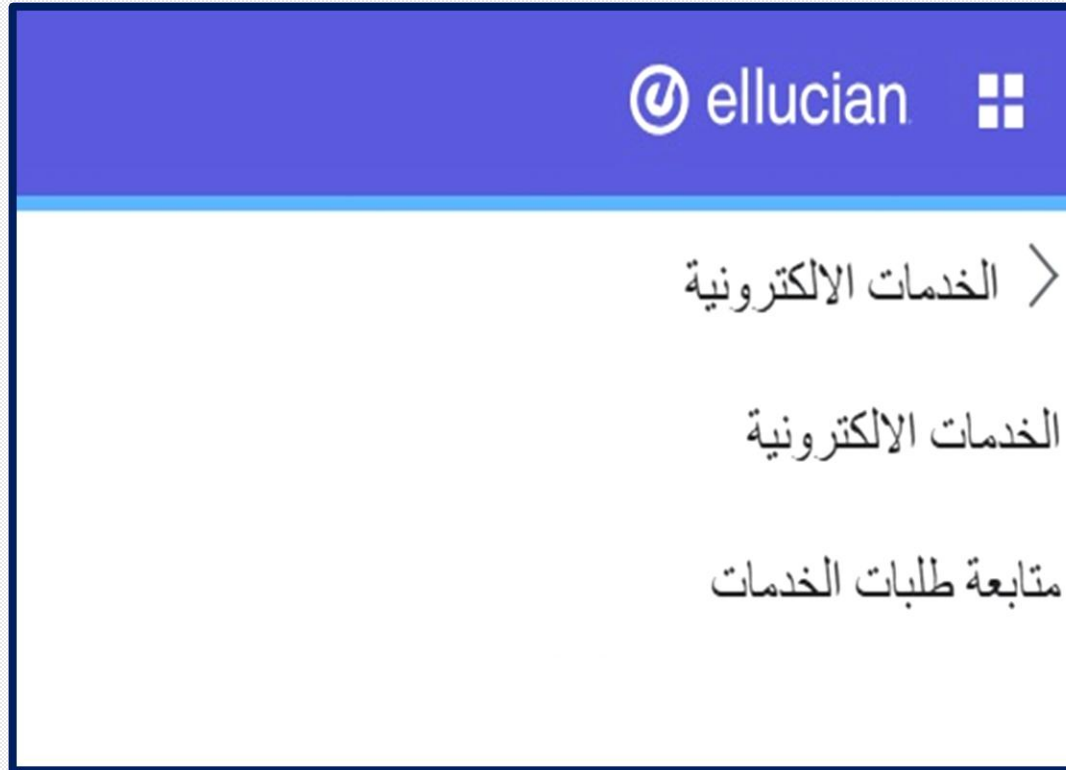 ellucian
الخدمات الالكترونية
الخدمات الالكترونية
متابعة طلبات الخدمات